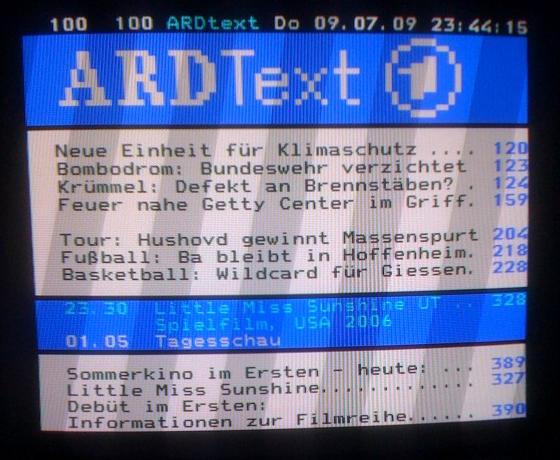 100 100 ARDtext Do 09.07.09 23:44:15
ARDText 1
Neue Einheit für Klimaschutz .... 120
Bombodrom: Bundeswehr verzichtet 123
Krümmel: Defekt an Brennstäben? . 124
Feuer nahe Getty Center im Griff. 159
Tour: Hushovd gewinnt Massenspurt 204
Fußball: Ba bleibt in Hoffenheim. 218
Basketball: Wildcard für Giessen. 228
23.30 Little Miss Sunshine UT .. 328
Spielfilm, USA 2006
01.05 Tagesschau
Sommerkino im Ersten - heute: ... 389
Little Miss Sunshine............. 327
Debüt im Ersten:
Informationen zur Filmreihe...... 390